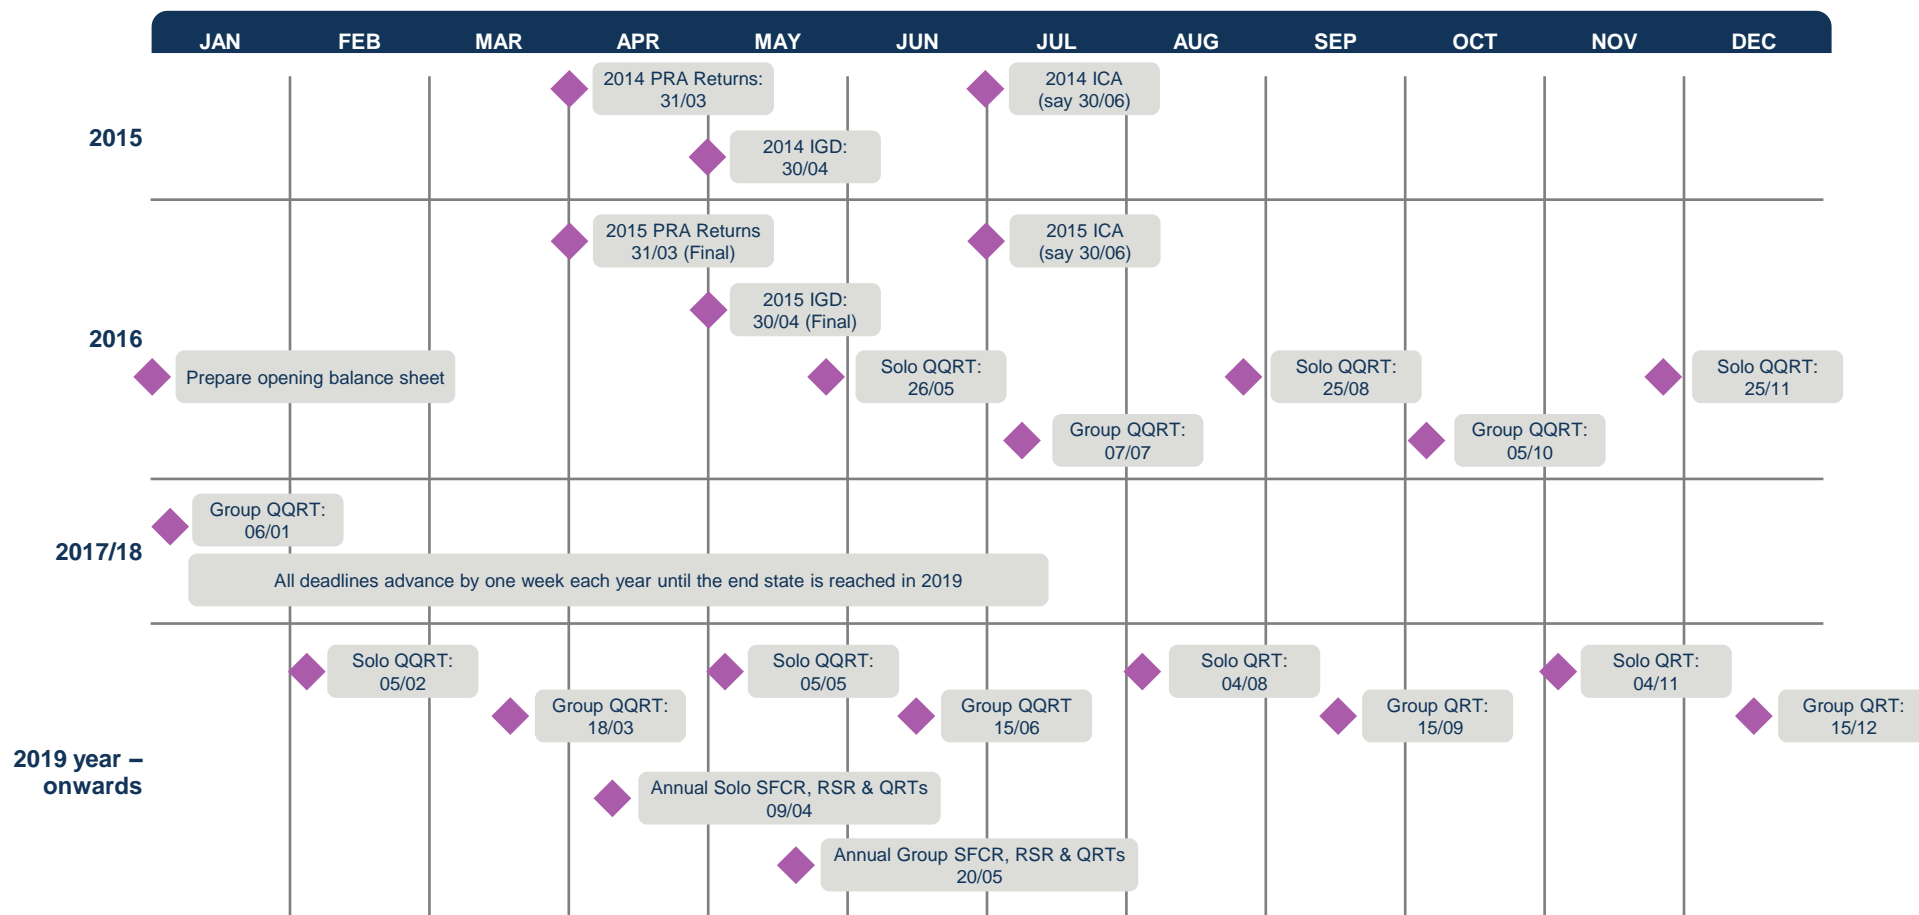 JAN FEB MAR APR MAY JUN JUL AUG SEP OCT NOV DEC
2015
2014 PRA Returns:
31/03
2014 ICA
(say 30/06)
2014 IGD:
30/04
2016
2015 PRA Returns
31/03 (Final)
2015 ICA
(say 30/06)
2015 IGD:
30/04 (Final)
Prepare opening balance sheet
Solo QQRT:
26/05
Solo QQRT:
25/08
Solo QQRT:
25/11
Group QQRT:
07/07
Group QQRT:
05/10
2017/18
Group QQRT:
06/01
All deadlines advance by one week each year until the end state is reached in 2019
2019 year –
onwards
Solo QQRT:
05/02
Solo QQRT:
05/05
Solo QRT:
04/08
Solo QRT:
04/11
Group QQRT:
18/03
Group QQRT
15/06
Group QRT:
15/09
Group QRT:
15/12
Annual Solo SFCR, RSR & QRTs
09/04
Annual Group SFCR, RSR & QRTs
20/05